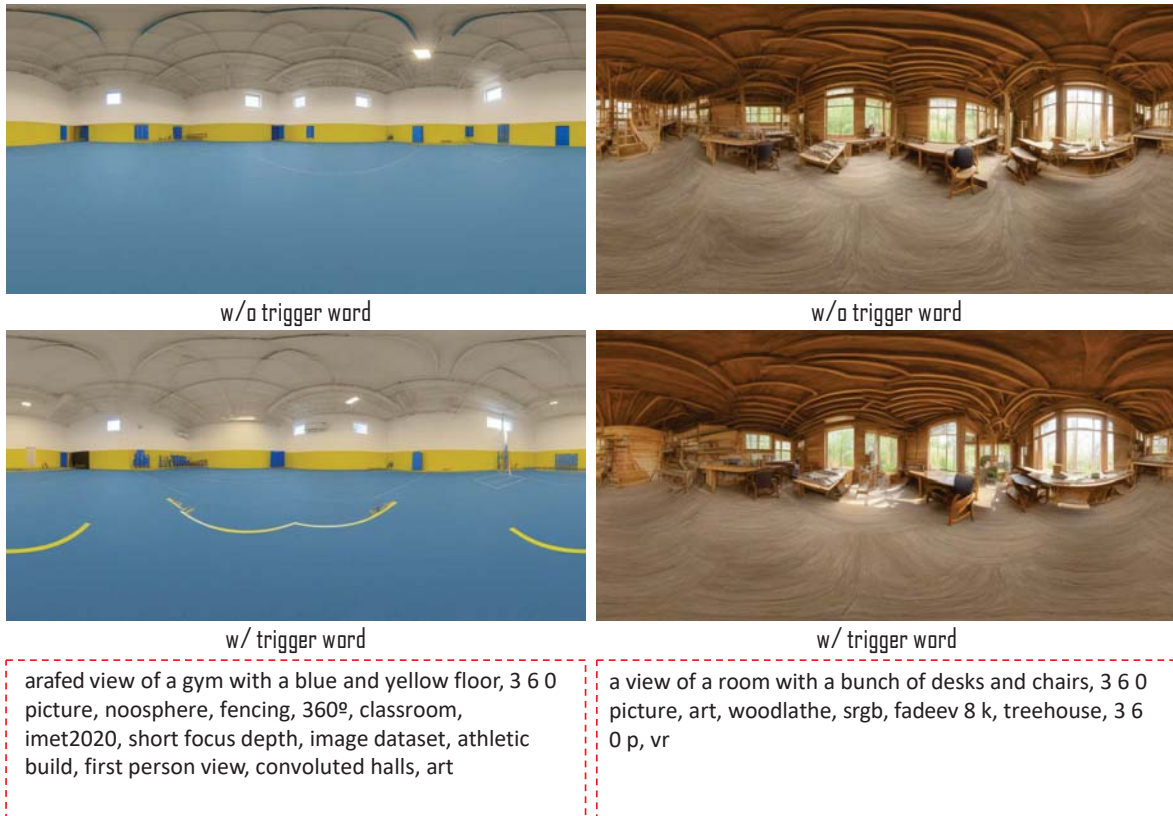 w/o trigger word
w/o trigger word
w/ trigger word
w/ trigger word
arafed view of a gym with a blue and yellow floor, 3 6 0
picture, noosphere, fencing, 360º, classroom,
imet2020, short focus depth, image dataset, athletic
build, first person view, convoluted halls, art
a view of a room with a bunch of desks and chairs, 3 6 0
picture, art, woodlathe, srgb, fadeev 8 k, treehouse, 3 6
0 p, vr